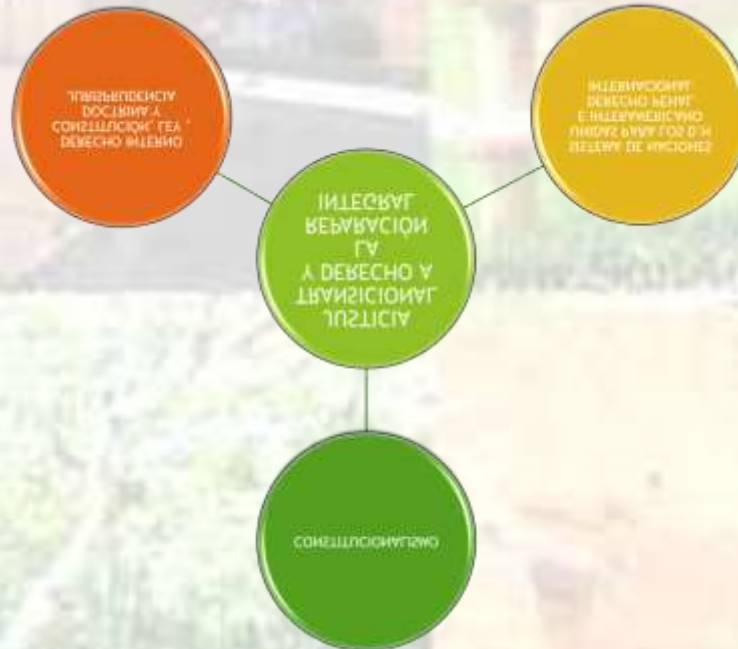 CONSTITUCIONALISMO
JUSTICIA
TRANSICIONAL
Y DERECHO A
LA
REPARACIÓN
INTEGRAL
DERECHO INTERNO
CONSTITUCIÓN, LEY ,
DOCTRINA Y
JURISPRUDENCIA
SISTEMA DE NACIONES
UNIDAS PARA LOS D.H
E INTERAMERICANO
DERECHO PENAL
INTERNACIONAL